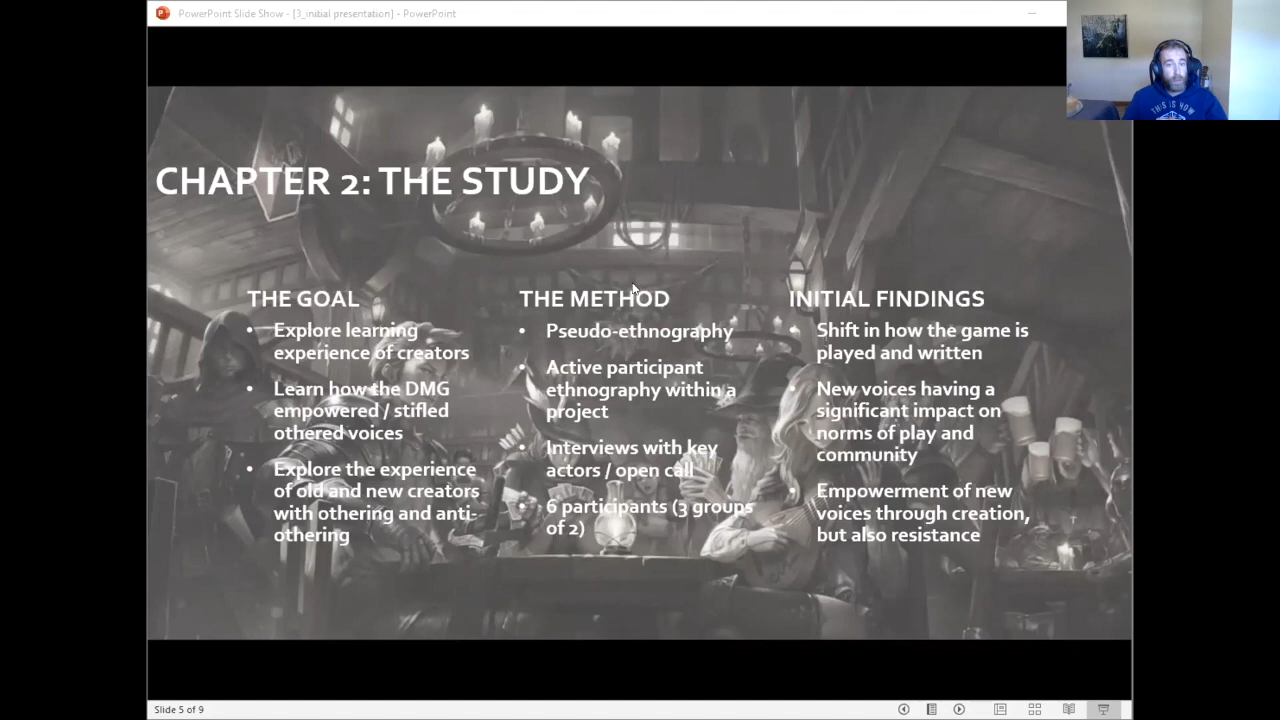 PowerPoint Slide Show - [3_initial presentation] - PowerPoint
THIS IS HOW
CHAPTER 2: THE STUDY
THE GOAL
• Explore learning
experience of creators
• Learn how the DMG
empowered / stifled
othered voices
• Explore the experience
of old and new creators
with othering and anti-
othering
THE METHOD
• Pseudo-ethnography
• Active participant
ethnography within a
project
• Interviews with key
actors / open call
• 6 participants (3 groups
of 2)
INITIAL FINDINGS
• Shift in how the game is
played and written
• New voices having a
significant impact on
norms of play and
community
• Empowerment of new
voices through creation,
but also resistance
Slide 5 of 9